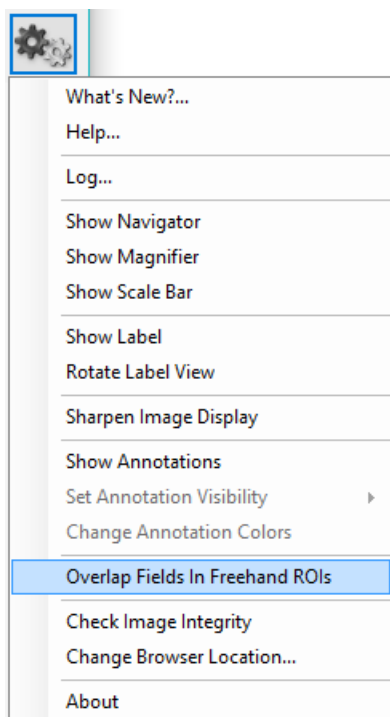 What's New?...
Help...
Log...
Show Navigator
Show Magnifier
Show Scale Bar
Show Label
Rotate Label View
Sharpen Image Display
Show Annotations
Set Annotation Visibility
Change Annotation Colors
Overlap Fields In Freehand ROIs
Check Image Integrity
Change Browser Location...
About